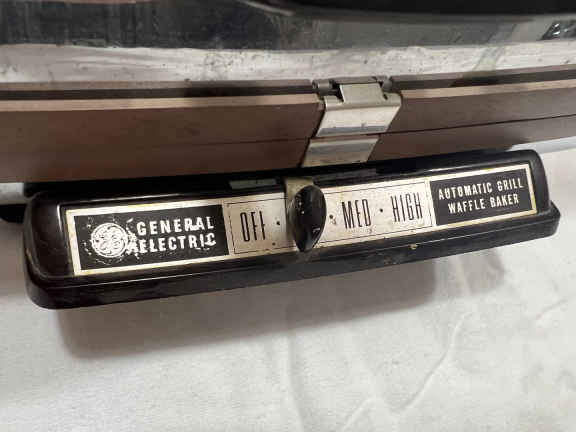 GENERAL
ELECTRIC
OFF · MED · HIGH
AUTOMATIC GRILL
WAFFLE BAKER